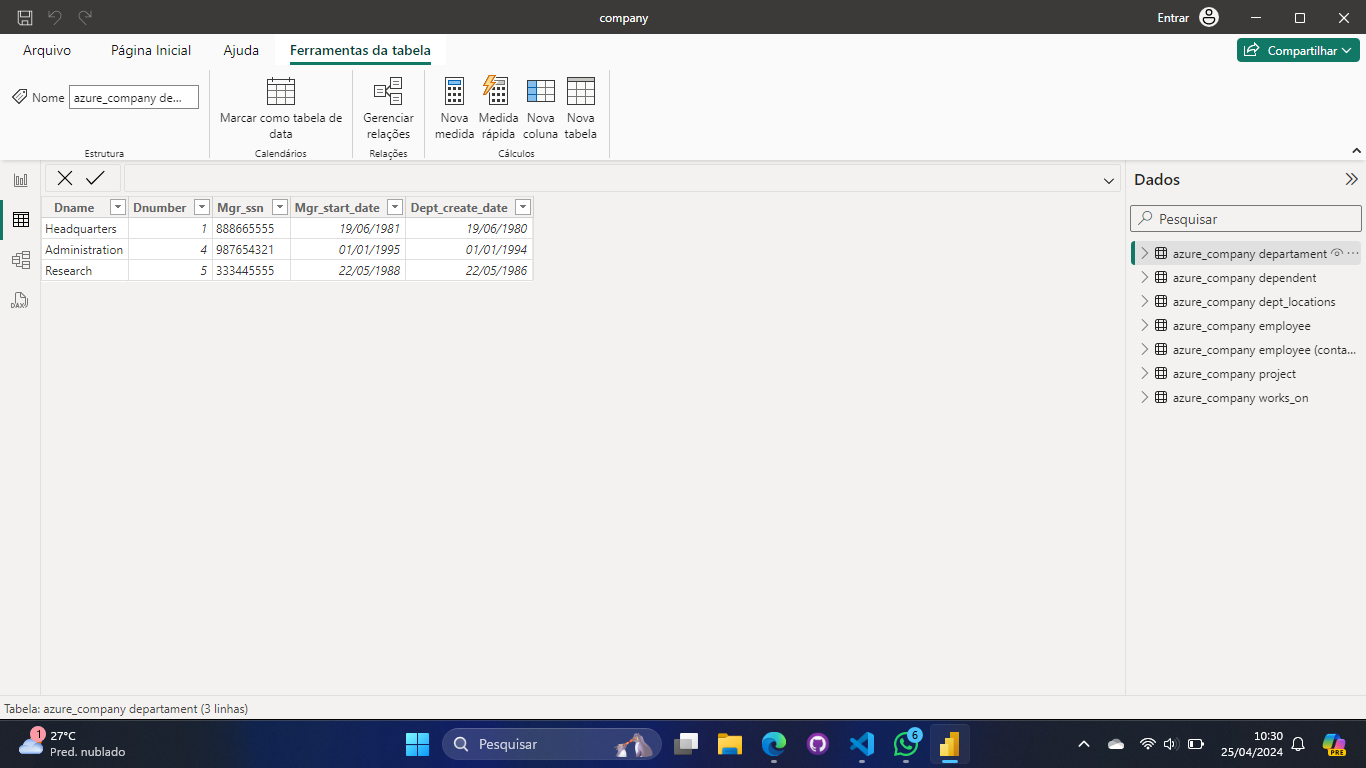 company
Entrar
Arquivo Página Inicial Ajuda Ferramentas da tabela
Compartilhar
Nome azure_company de...
Marcar como tabela de data
Gerenciar relações
Nova medida
Medida rápida
Nova coluna
Nova tabela
Estrutura Calendários Relações Cálculos
Dname Dnumber Mgr_ssn Mgr_start_date Dept_create_date
Headquarters 1 888665555 19/06/1981 19/06/1980
Administration 4 987654321 01/01/1995 01/01/1994
Research 5 333445555 22/05/1988 22/05/1986
DAX
Dados
Pesquisar
azure_company departament
azure_company dependent
azure_company dept_locations
azure_company employee
azure_company employee (conta...
azure_company project
azure_company works_on
Tabela: azure_company departament (3 linhas)
1
27°C
Pred. nublado
Pesquisar
6
10:30
25/04/2024
PRE